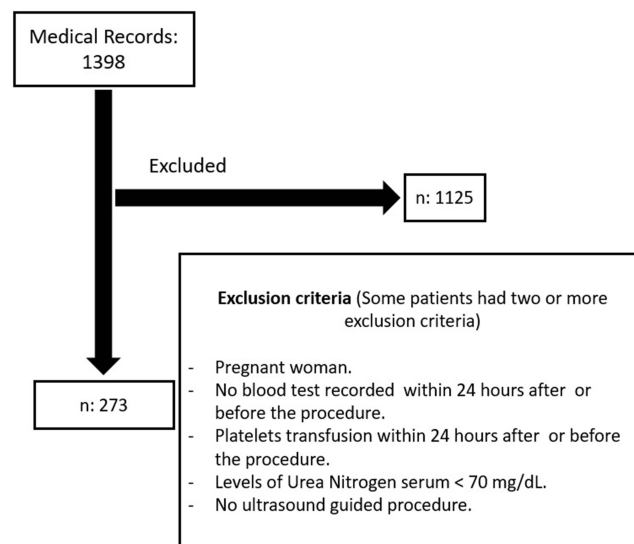 Medical Records:
1398
Excluded
n: 1125
Exclusion criteria (Some patients had two or more
exclusion criteria)
- Pregnant woman.
- No blood test recorded within 24 hours after or
before the procedure.
- Platelets transfusion within 24 hours after or before
the procedure.
- Levels of Urea Nitrogen serum < 70 mg/dL.
- No ultrasound guided procedure.
n: 273